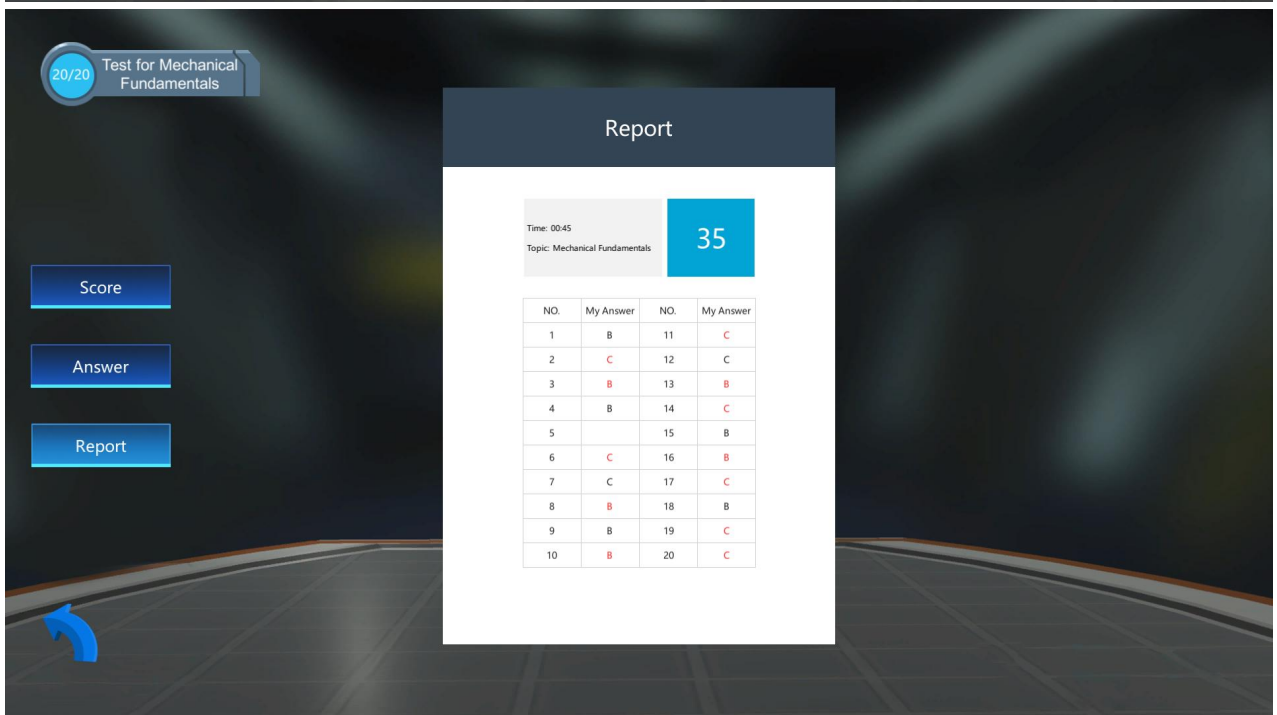 20/20
Test for Mechanical
Fundamentals
Score
Answer
Report
Report
Time: 00:45
Topic: Mechanical Fundamentals
35
NO. My Answer NO. My Answer
1 B 11 C
2 C 12 C
3 B 13 B
4 B 14 C
5 15 B
6 C 16 B
7 C 17 C
8 B 18 B
9 B 19 C
10 B 20 C